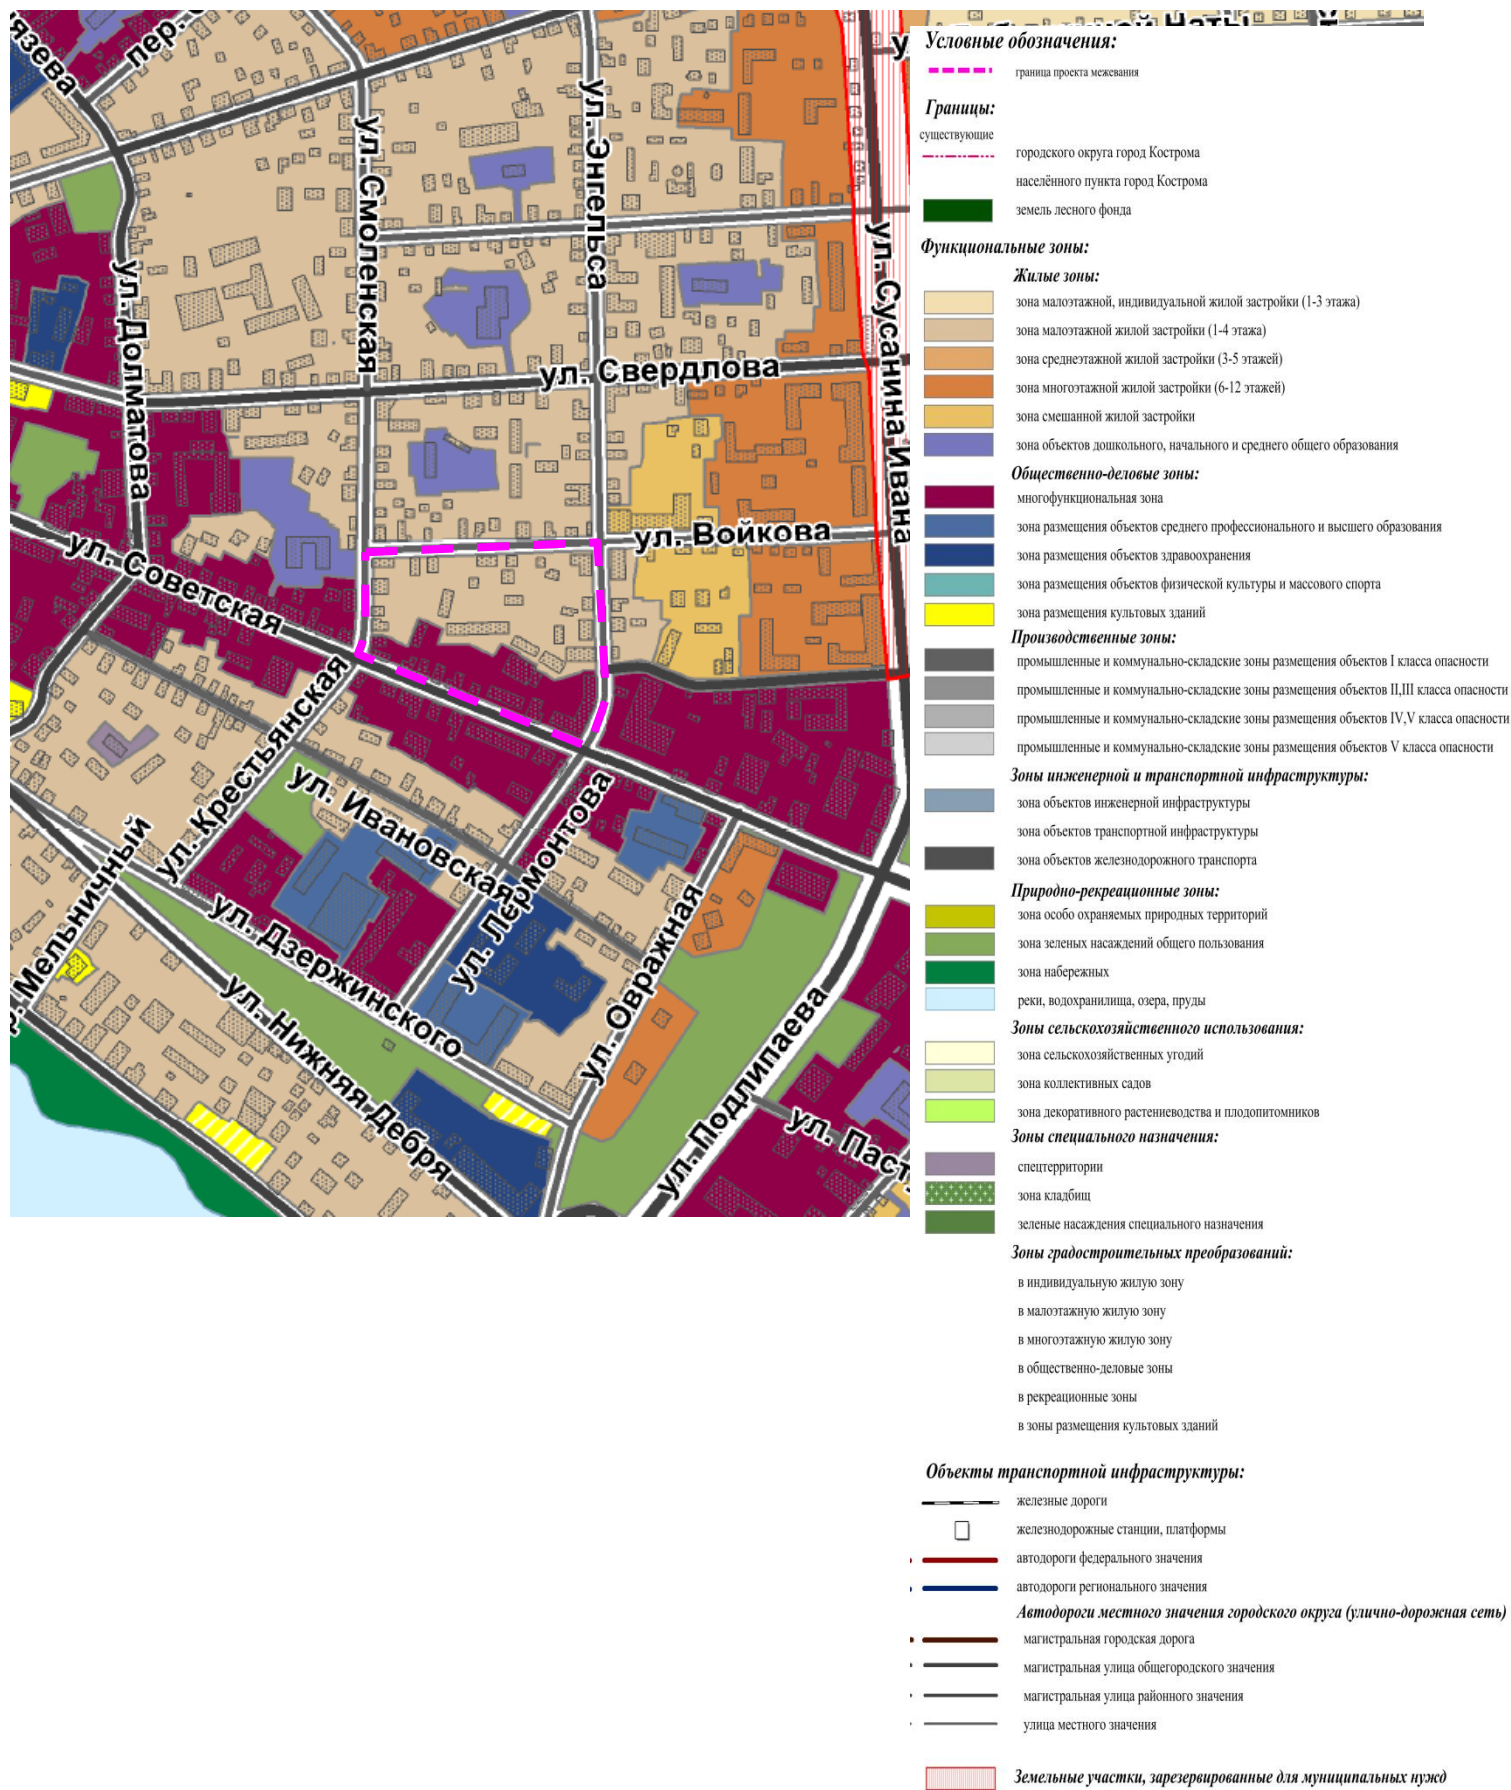 язева
пер.
ул. Смоленская
ул. Энгельса
ул. Долматова
ул. Сусанина Ивана
ул. Свердлова
ул. Войкова
ул. Советская
ул. Крестьянская
ул. Ивановская
ул. Лермонтова
ул. Мельничный
ул. Дзержинского
ул. Овражная
ул. Нижняя Дебря
ул. Подлипаева
ул. Паст
Условные обозначения:
граница проекта межевания
Границы:
существующие
городского округа город Кострома
населённого пункта город Кострома
земель лесного фонда
Функциональные зоны:
Жилые зоны:
зона малоэтажной, индивидуальной жилой застройки (1-3 этажа)
зона малоэтажной жилой застройки (1-4 этажа)
зона среднеэтажной жилой застройки (3-5 этажей)
зона многоэтажной жилой застройки (6-12 этажей)
зона смешанной жилой застройки
зона объектов дошкольного, начального и среднего общего образования
Общественно-деловые зоны:
многофункциональная зона
зона размещения объектов среднего профессионального и высшего образования
зона размещения объектов здравоохранения
зона размещения объектов физической культуры и массового спорта
зона размещения культовых зданий
Производственные зоны:
промышленные и коммунально-складские зоны размещения объектов I класса опасности
промышленные и коммунально-складские зоны размещения объектов II,III класса опасности
промышленные и коммунально-складские зоны размещения объектов IV,V класса опасности
промышленные и коммунально-складские зоны размещения объектов V класса опасности
Зоны инженерной и транспортной инфраструктуры:
зона объектов инженерной инфраструктуры
зона объектов транспортной инфраструктуры
зона объектов железнодорожного транспорта
Природно-рекреационные зоны:
зона особо охраняемых природных территорий
зона зеленых насаждений общего пользования
зона набережных
реки, водохранилища, озера, пруды
Зоны сельскохозяйственного использования:
зона сельскохозяйственных угодий
зона коллективных садов
зона декоративного растениеводства и плодопитомников
Зоны специального назначения:
спецтерритории
зона кладбищ
зеленые насаждения специального назначения
Зоны градостроительных преобразований:
в индивидуальную жилую зону
в малоэтажную жилую зону
в многоэтажную жилую зону
в общественно-деловые зоны
в рекреационные зоны
в зоны размещения культовых зданий
Объекты транспортной инфраструктуры:
железные дороги
железнодорожные станции, платформы
автодороги федерального значения
автодороги регионального значения
Автодороги местного значения городского округа (улично-дорожная сеть)
магистральная городская дорога
магистральная улица общегородского значения
магистральная улица районного значения
улица местного значения
Земельные участки, зарезервированные для муниципальных нужд